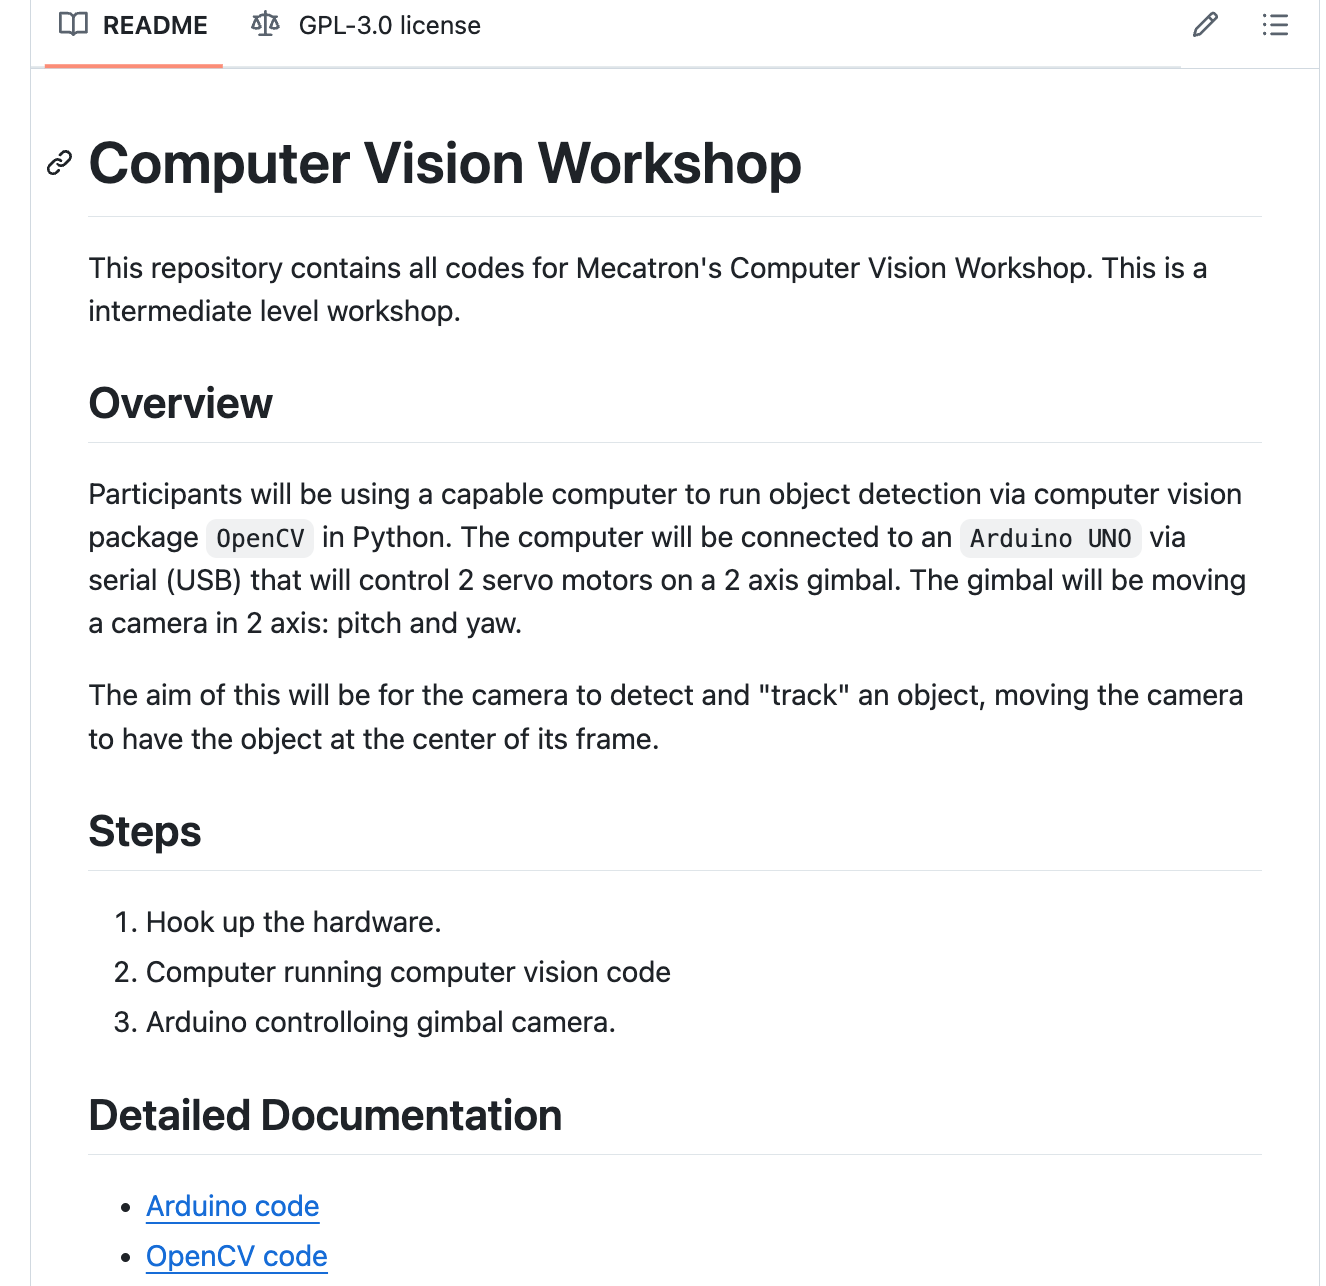 README GPL-3.0 license
Computer Vision Workshop
This repository contains all codes for Mecatron's Computer Vision Workshop. This is a
intermediate level workshop.
Overview
Participants will be using a capable computer to run object detection via computer vision
package OpenCV in Python. The computer will be connected to an Arduino UNO via
serial (USB) that will control 2 servo motors on a 2 axis gimbal. The gimbal will be moving
a camera in 2 axis: pitch and yaw.
The aim of this will be for the camera to detect and "track" an object, moving the camera
to have the object at the center of its frame.
Steps
1. Hook up the hardware.
2. Computer running computer vision code
3. Arduino controlloing gimbal camera.
Detailed Documentation
• Arduino code
• OpenCV code